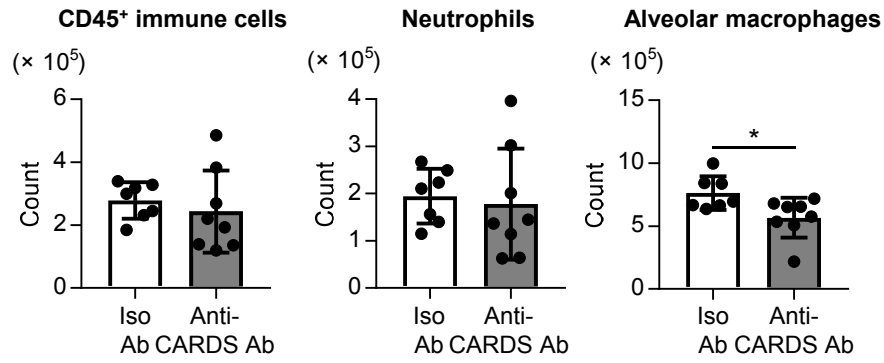 CD45⁺ immune cells
(× 10⁵)
Count
6
4
2
0
Iso Ab
Anti-CARDS Ab
Neutrophils
(× 10⁵)
Count
4
3
2
1
0
Iso Ab
Anti-CARDS Ab
Alveolar macrophages
(× 10⁵)
Count
15
10
5
0
*
Iso Ab
Anti-CARDS Ab